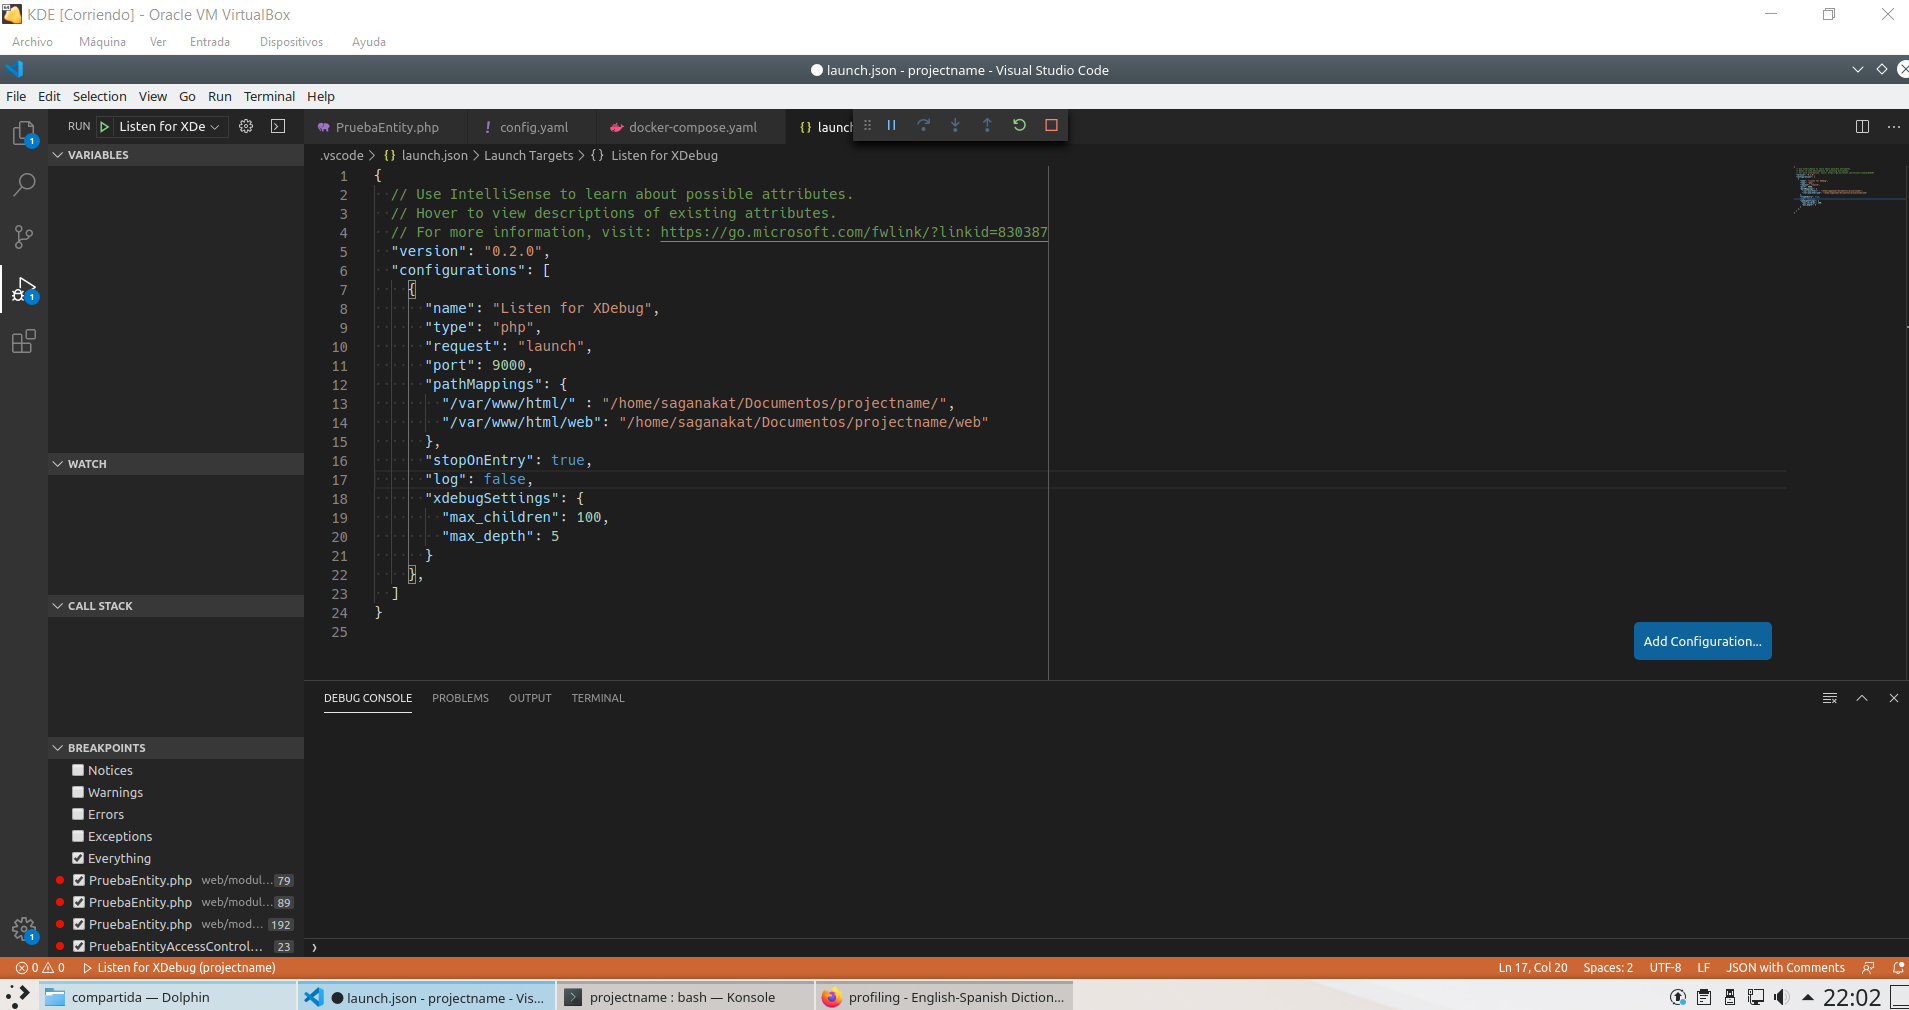 KDE [Corriendo] - Oracle VM VirtualBox
Archivo Máquina Ver Entrada Dispositivos Ayuda
launch.json - projectname - Visual Studio Code
File Edit Selection View Go Run Terminal Help
RUN Listen for XDe
PruebaEntity.php config.yaml docker-compose.yaml launc
.vscode > {} launch.json > Launch Targets > {} Listen for XDebug
VARIABLES
WATCH
CALL STACK
BREAKPOINTS
Notices
Warnings
Errors
Exceptions
Everything
PruebaEntity.php web/modul... 79
PruebaEntity.php web/modul... 89
PruebaEntity.php web/mod... 192
PruebaEntityAccessControl... 23
1 {
2 // Use IntelliSense to learn about possible attributes.
3 // Hover to view descriptions of existing attributes.
4 // For more information, visit: https://go.microsoft.com/fwlink/?linkid=830387
5 "version": "0.2.0",
6 "configurations": [
7 {
8 "name": "Listen for XDebug",
9 "type": "php",
10 "request": "launch",
11 "port": 9000,
12 "pathMappings": {
13 "/var/www/html/" : "/home/saganakat/Documentos/projectname/",
14 "/var/www/html/web": "/home/saganakat/Documentos/projectname/web"
15 },
16 "stopOnEntry": true,
17 "log": false,
18 "xdebugSettings": {
19 "max_children": 100,
20 "max_depth": 5
21 }
22 },
23 ]
24 }
25
Add Configuration...
DEBUG CONSOLE PROBLEMS OUTPUT TERMINAL
0 0 Listen for XDebug (projectname)
Ln 17, Col 20 Spaces: 2 UTF-8 LF JSON with Comments
compartida — Dolphin
launch.json - projectname - Vis...
projectname : bash — Konsole
profiling - English-Spanish Diction...
22:02